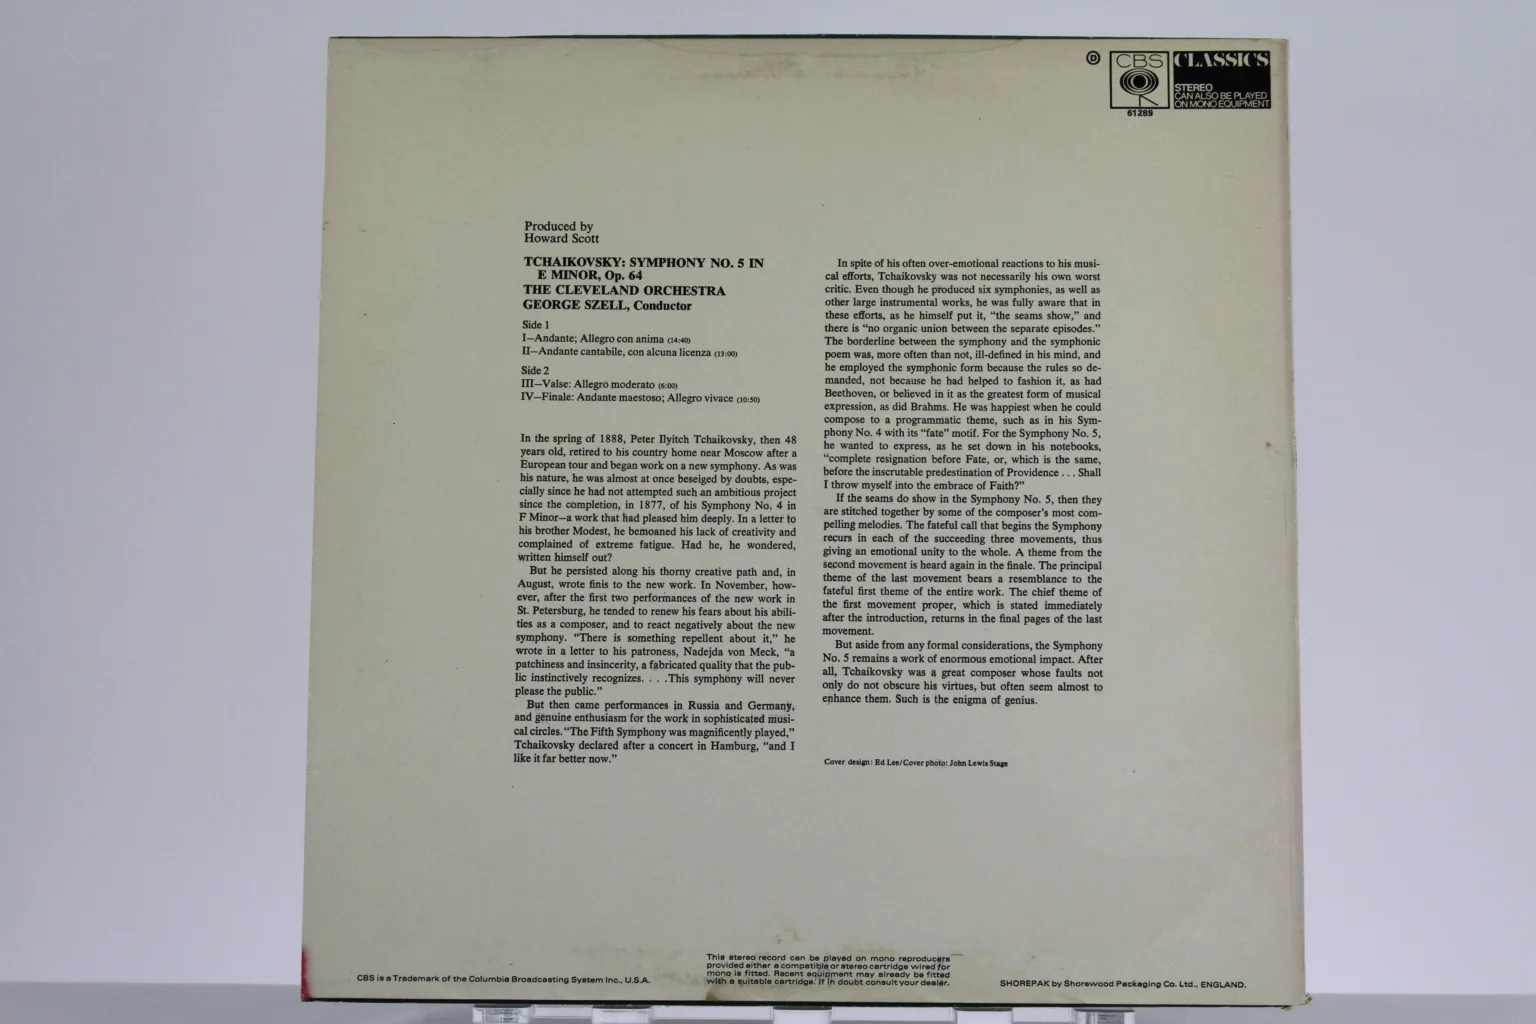 D
CBS
CLASSICS
STEREO
CAN ALSO BE PLAYED
ON MONO EQUIPMENT
61289
Produced by
Howard Scott
TCHAIKOVSKY: SYMPHONY NO. 5 IN
E MINOR, Op. 64
THE CLEVELAND ORCHESTRA
GEORGE SZELL, Conductor
Side 1
I—Andante; Allegro con anima (14:40)
II—Andante cantabile, con alcuna licenza (13:00)
Side 2
III—Valse: Allegro moderato (6:00)
IV—Finale: Andante maestoso; Allegro vivace (10:50)
In the spring of 1888, Peter Ilyitch Tchaikovsky, then 48
years old, retired to his country home near Moscow after a
European tour and began work on a new symphony. As was
his nature, he was almost at once beseiged by doubts, espe-
cially since he had not attempted such an ambitious project
since the completion, in 1877, of his Symphony No. 4 in
F Minor—a work that had pleased him deeply. In a letter to
his brother Modest, he bemoaned his lack of creativity and
complained of extreme fatigue. Had he, he wondered,
written himself out?
But he persisted along his thorny creative path and, in
August, wrote finis to the new work. In November, how-
ever, after the first two performances of the new work in
St. Petersburg, he tended to renew his fears about his abili-
ties as a composer, and to react negatively about the new
symphony. “There is something repellent about it,” he
wrote in a letter to his patroness, Nadejda von Meck, “a
patchiness and insincerity, a fabricated quality that the pub-
lic instinctively recognizes. . . .This symphony will never
please the public.”
But then came performances in Russia and Germany,
and genuine enthusiasm for the work in sophisticated musi-
cal circles. “The Fifth Symphony was magnificently played,”
Tchaikovsky declared after a concert in Hamburg, “and I
like it far better now.”
In spite of his often over-emotional reactions to his musi-
cal efforts, Tchaikovsky was not necessarily his own worst
critic. Even though he produced six symphonies, as well as
other large instrumental works, he was fully aware that in
these efforts, as he himself put it, “the seams show,” and
there is “no organic union between the separate episodes.”
The borderline between the symphony and the symphonic
poem was, more often than not, ill-defined in his mind, and
he employed the symphonic form because the rules so de-
manded, not because he had helped to fashion it, as had
Beethoven, or believed in it as the greatest form of musical
expression, as did Brahms. He was happiest when he could
compose to a programmatic theme, such as in his Sym-
phony No. 4 with its “fate” motif. For the Symphony No. 5,
he wanted to express, as he set down in his notebooks,
“complete resignation before Fate, or, which is the same,
before the inscrutable predestination of Providence . . . Shall
I throw myself into the embrace of Faith?”
If the seams do show in the Symphony No. 5, then they
are stitched together by some of the composer’s most com-
pelling melodies. The fateful call that begins the Symphony
recurs in each of the succeeding three movements, thus
giving an emotional unity to the whole. A theme from the
second movement is heard again in the finale. The principal
theme of the last movement bears a resemblance to the
fateful first theme of the entire work. The chief theme of
the first movement proper, which is stated immediately
after the introduction, returns in the final pages of the last
movement.
But aside from any formal considerations, the Symphony
No. 5 remains a work of enormous emotional impact. After
all, Tchaikovsky was a great composer whose faults not
only do not obscure his virtues, but often seem almost to
enhance them. Such is the enigma of genius.
Cover design: Ed Lee/Cover photo: John Lewis Stage
CBS is a Trademark of the Columbia Broadcasting System Inc., U.S.A.
This stereo record can be played on mono reproducers
provided either a compatible or stereo cartridge wired for
mono is fitted. Recent equipment may already be fitted
with a suitable cartridge. If in doubt consult your dealer.
SHOREPAK by Shorewood Packaging Co. Ltd., ENGLAND.